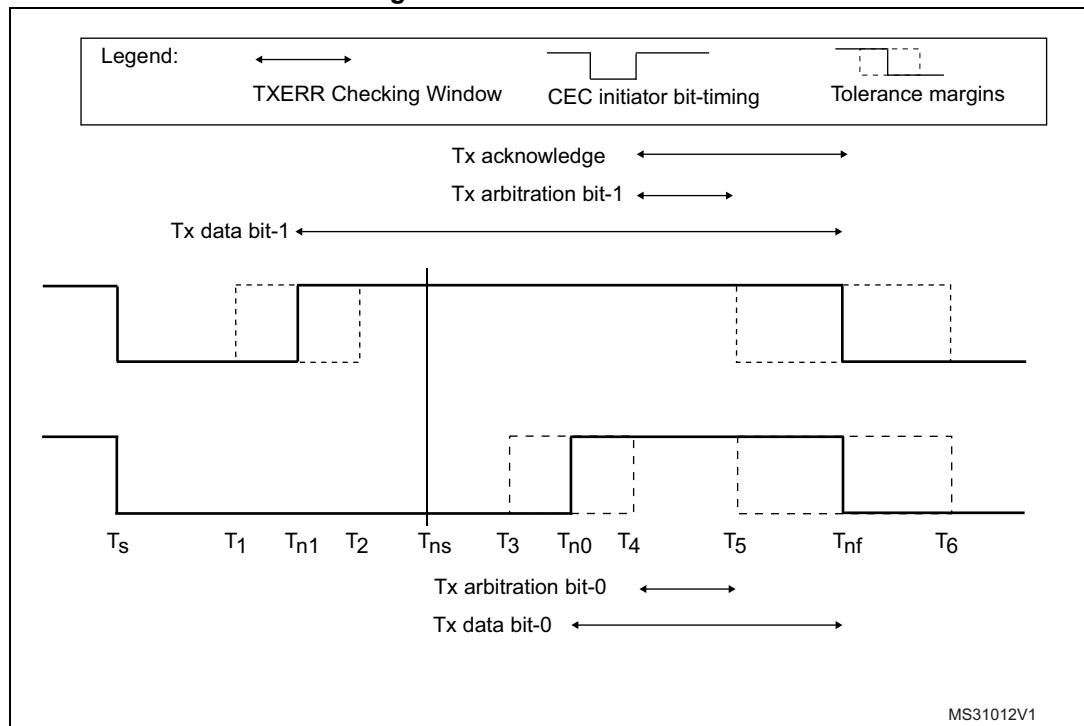 Legend:
TXERR Checking Window
CEC initiator bit-timing
Tolerance margins
Tx acknowledge
Tx arbitration bit-1
Tx data bit-1
Ts T1 Tn1 T2 Tns T3 Tn0 T4 T5 Tnf T6
Tx arbitration bit-0
Tx data bit-0
MS31012V1